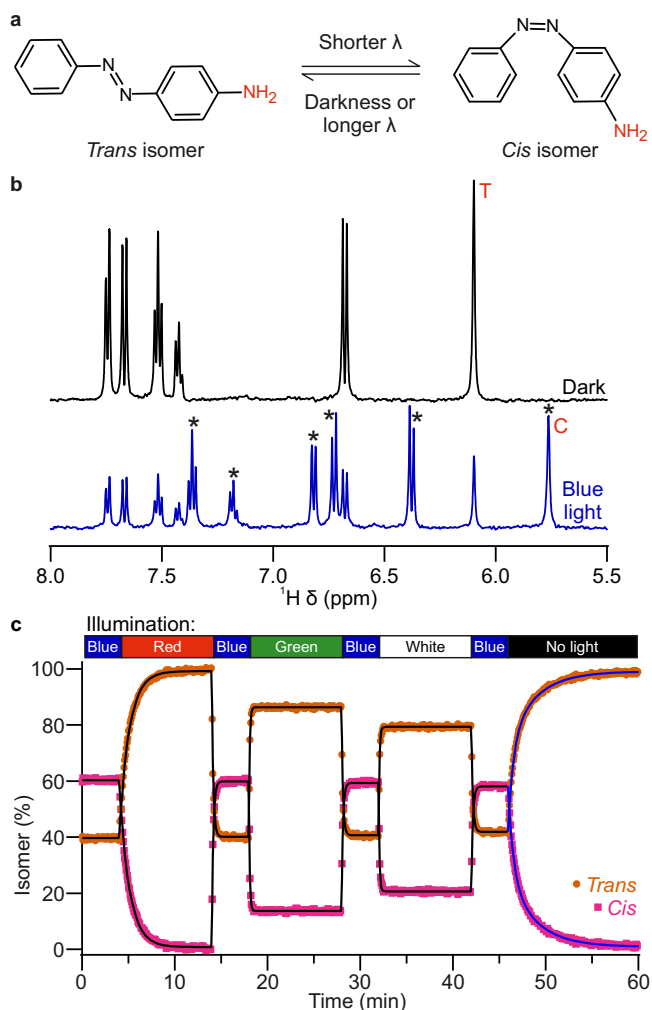 a
N
N
NH2
Trans isomer
Shorter λ
Darkness or
longer λ
N=N
NH2
Cis isomer
b
T
Dark
* * * * *
C
Blue
light
8.0 7.5 7.0 6.5 6.0 5.5
¹H δ (ppm)
c
Illumination:
Blue Red Blue Green Blue White Blue No light
100
80
60
40
20
0
Isomer (%)
Trans
Cis
0 10 20 30 40 50 60
Time (min)